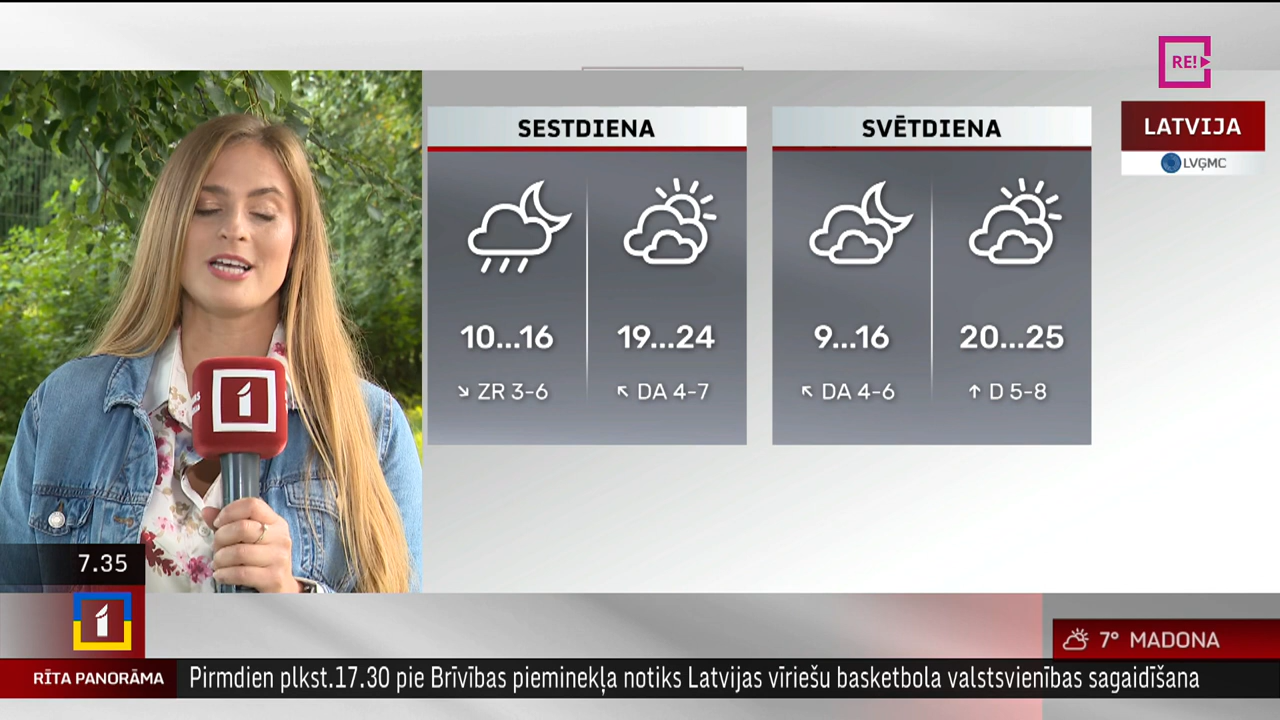 RE!
SESTDIENA
SVĒTDIENA
LATVIJA
LVĢMC
10...16
19...24
9...16
20...25
ZR 3-6
DA 4-7
DA 4-6
D 5-8
1
7.35
1
7° MADONA
RĪTA PANORĀMA
Pirmdien plkst.17.30 pie Brīvības pieminekļa notiks Latvijas vīriešu basketbola valstsvienības sagaidīšana